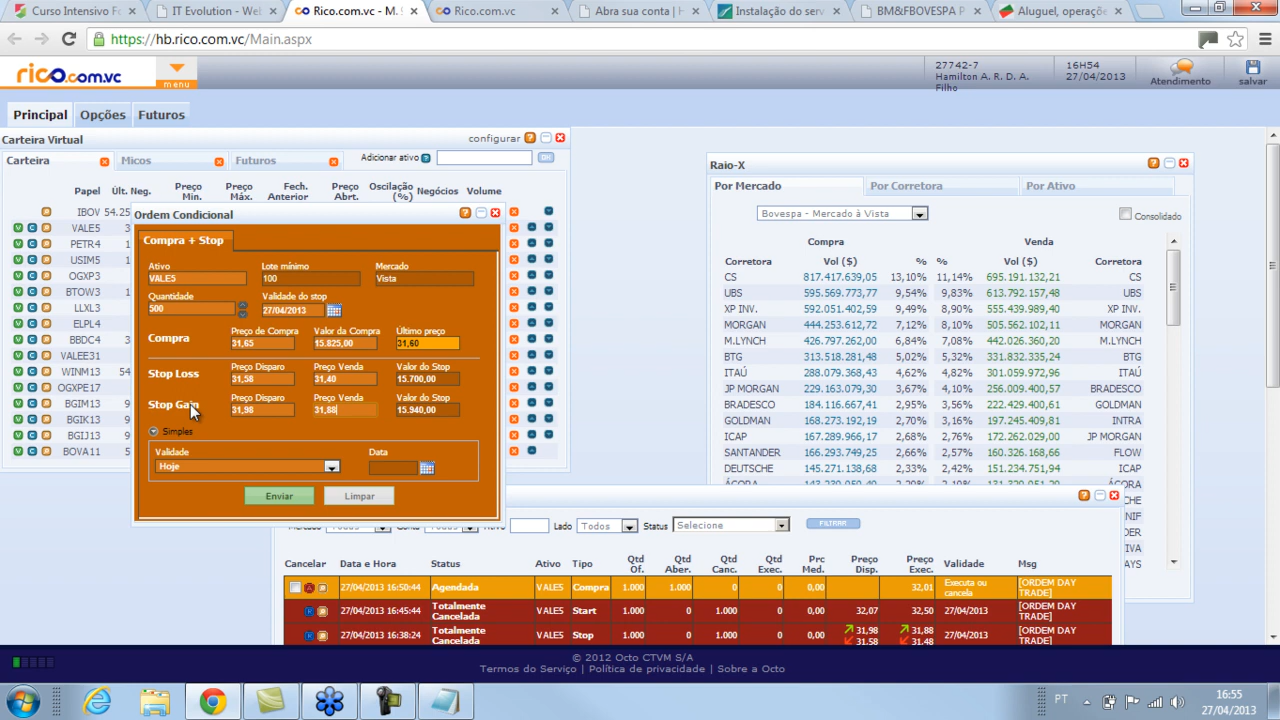 Curso Intensivo Fo
IT Evolution - Web
Rico.com.vc - M. S
Rico.com.vc
Abra sua conta | H
Instalação do serv
BM&FBOVESPA P
Aluguel, operaçõe
https://hb.rico.com.vc/Main.aspx
rico.com.vc
menu
27742-7
Hamilton A. R. D. A.
Filho
16H54
27/04/2013
Atendimento
salvar
Principal Opções Futuros
Carteira Virtual configurar
Carteira Micos Futuros Adicionar ativo OK
Papel Últ. Neg. Preço Mín. Preço Máx. Fech. Anterior Preço Abrt. Oscilação (%) Negócios Volume
IBOV 54.25
VALE5 3
PETR4 1
USIM5 1
OGXP3
BTOW3 1
LLXL3
ELPL4
BBDC4 3
VALEE31
WINM13 54
OGXPE17
BGIM13 9
BGIK13 9
BGIJ13 9
BOVA11 5
Ordem Condicional
Compra + Stop
Ativo Lote mínimo Mercado
VALE5 100 Vista
Quantidade Validade do stop
500 27/04/2013
Compra
Preço de Compra Valor da Compra Último preço
31,65 15.825,00 31,60
Stop Loss
Preço Disparo Preço Venda Valor do Stop
31,58 31,40 15.700,00
Stop Gain
Preço Disparo Preço Venda Valor do Stop
31,98 31,88 15.940,00
Simples
Validade Data
Hoje
Enviar Limpar
Raio-X
Por Mercado Por Corretora Por Ativo
Bovespa - Mercado à Vista Consolidado
Compra Venda
Corretora Vol ($) % % Vol ($) Corretora
CS 817.417.639,05 13,10% 11,14% 695.191.132,21 CS
UBS 595.569.773,77 9,54% 9,83% 613.792.157,48 UBS
XP INV. 592.051.402,59 9,49% 8,90% 555.439.989,40 XP INV.
MORGAN 444.253.612,72 7,12% 8,10% 505.562.102,11 MORGAN
M.LYNCH 426.797.262,00 6,84% 7,08% 442.026.360,20 M.LYNCH
BTG 313.518.281,48 5,02% 5,32% 331.832.335,24 BTG
ITAÚ 288.079.368,43 4,62% 4,82% 301.059.972,96 ITAÚ
JP MORGAN 229.163.079,30 3,67% 4,10% 256.009.400,57 BRADESCO
BRADESCO 184.116.667,41 2,95% 3,57% 222.429.400,61 GOLDMAN
GOLDMAN 168.273.192,19 2,70% 3,16% 197.245.409,81 INTRA
ICAP 167.289.966,17 2,68% 2,76% 172.262.029,00 JP MORGAN
SANTANDER 166.293.749,25 2,66% 2,57% 160.326.168,66 FLOW
DEUTSCHE 145.271.138,68 2,33% 2,42% 151.234.751,94 ICAP
ÁGORA
Todos Todos Lado Todos Status Selecione FILTRAR
Cancelar Data e Hora Status Ativo Tipo Qtd Of. Qtd Aber. Qtd Canc. Qtd Exec. Prc Med. Preço Disp. Preço Exec. Validade Msg
27/04/2013 16:50:44 Agendada VALE5 Compra 1.000 1.000 0 0 0,00 32,01 Executa ou cancela [ORDEM DAY TRADE]
27/04/2013 16:45:44 Totalmente Cancelada VALE5 Start 1.000 0 1.000 0 0,00 32,07 32,50 27/04/2013 [ORDEM DAY TRADE]
27/04/2013 16:38:24 Totalmente Cancelada VALE5 Stop 1.000 0 1.000 0 0,00 31,98 31,58 31,88 31,48 27/04/2013 [ORDEM DAY TRADE]
© 2012 Octo CTVM S/A
Termos do Serviço | Política de privacidade | Sobre a Octo
PT
16:55
27/04/2013